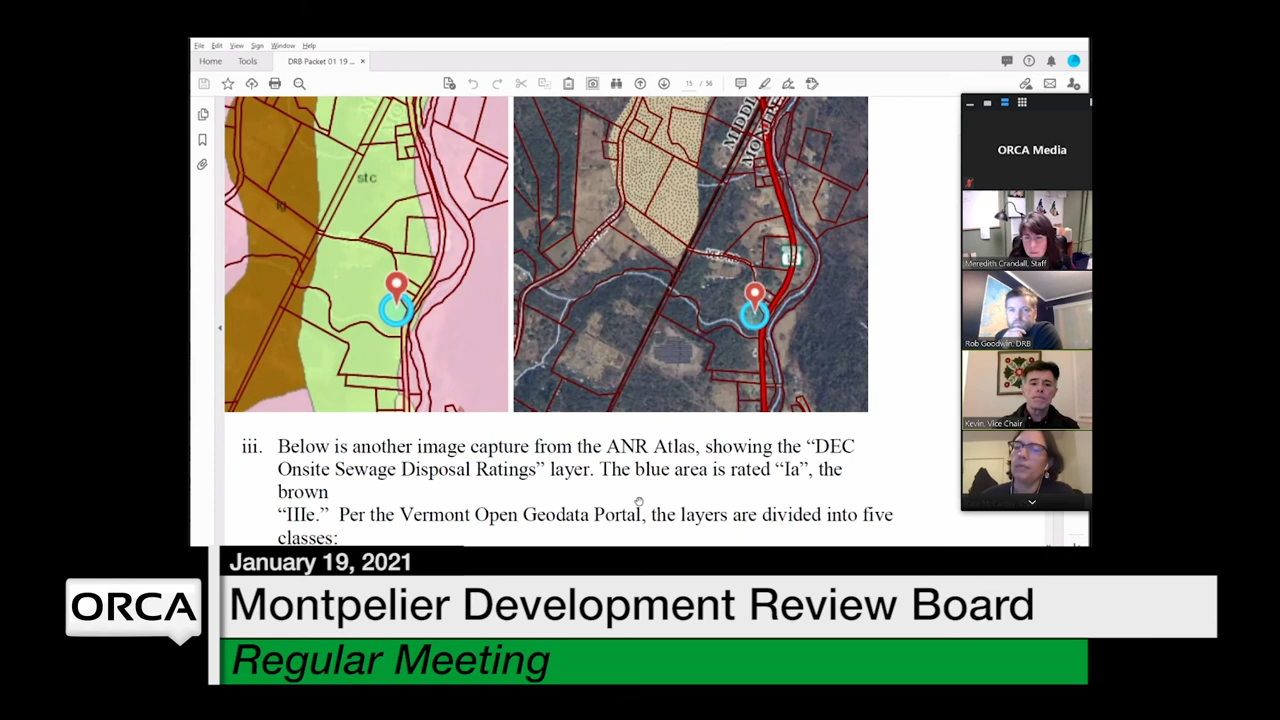 File Edit View Sign Window Help
Home Tools DRB Packet 01 19 ... ×
15 / 56
stc
lg
MIDDL
MONTP
ORCA Media
Meredith Crandall, Staff
Rob Goodwin, DRB
Kevin, Vice Chair
iii. Below is another image capture from the ANR Atlas, showing the “DEC
Onsite Sewage Disposal Ratings” layer. The blue area is rated “Ia”, the
brown
“IIIe.” Per the Vermont Open Geodata Portal, the layers are divided into five
classes:
January 19, 2021
ORCA
Montpelier Development Review Board
Regular Meeting